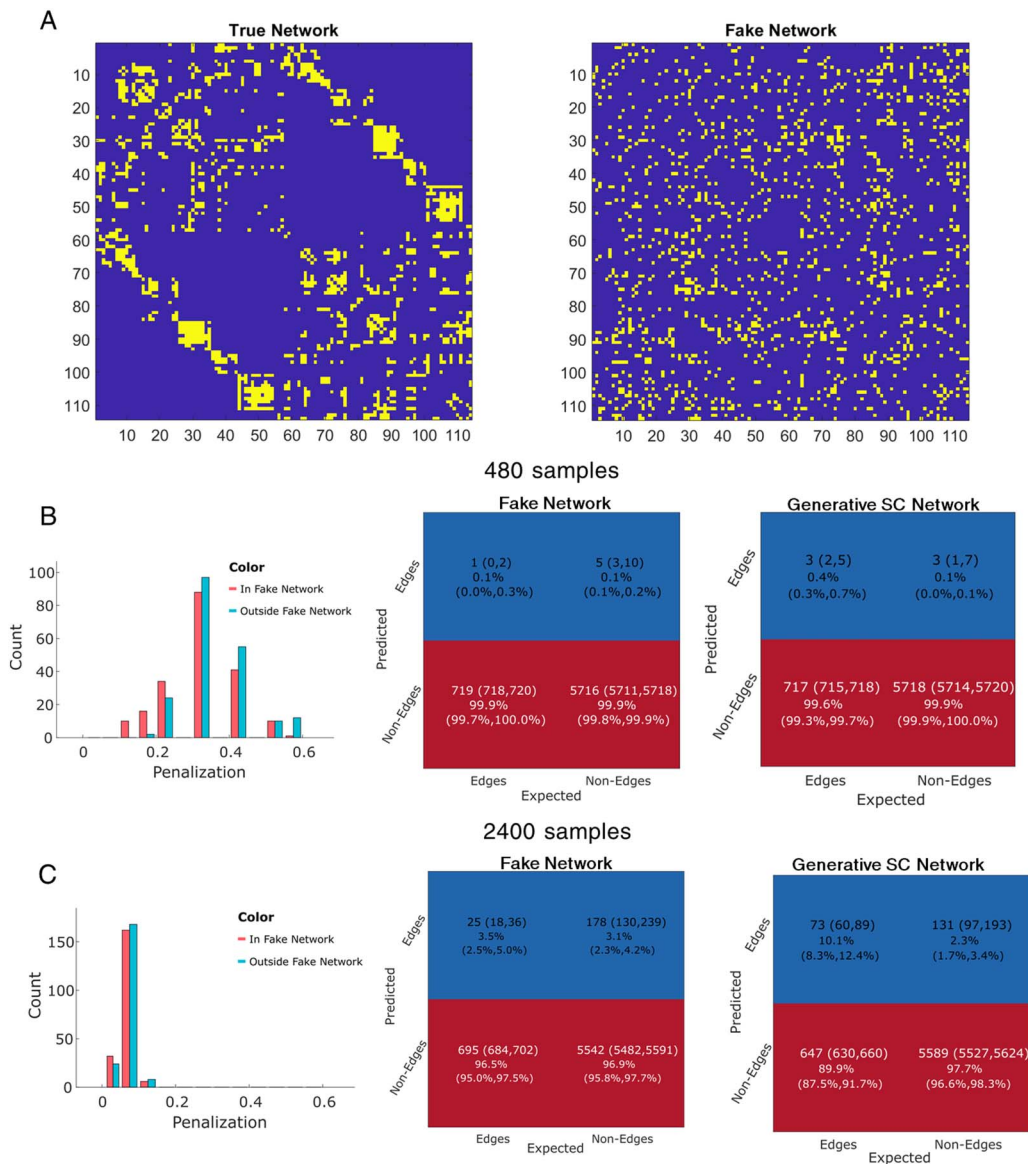 A
True Network
Fake Network
10
20
30
40
50
60
70
80
90
100
110
10 20 30 40 50 60 70 80 90 100 110
10
20
30
40
50
60
70
80
90
100
110
10 20 30 40 50 60 70 80 90 100 110
480 samples
B
Color
In Fake Network
Outside Fake Network
Count
100
80
60
40
20
0
0 0.2 0.4 0.6
Penalization
Fake Network
Predicted
Edges
1 (0,2)
0.1%
(0.0%,0.3%)
5 (3,10)
0.1%
(0.1%,0.2%)
Non-Edges
719 (718,720)
99.9%
(99.7%,100.0%)
5716 (5711,5718)
99.9%
(99.8%,99.9%)
Edges Non-Edges
Expected
Generative SC Network
Predicted
Edges
3 (2,5)
0.4%
(0.3%,0.7%)
3 (1,7)
0.1%
(0.0%,0.1%)
Non-Edges
717 (715,718)
99.6%
(99.3%,99.7%)
5718 (5714,5720)
99.9%
(99.9%,100.0%)
Edges Non-Edges
Expected
2400 samples
C
Color
In Fake Network
Outside Fake Network
Count
150
100
50
0
0 0.2 0.4 0.6
Penalization
Fake Network
Predicted
Edges
25 (18,36)
3.5%
(2.5%,5.0%)
178 (130,239)
3.1%
(2.3%,4.2%)
Non-Edges
695 (684,702)
96.5%
(95.0%,97.5%)
5542 (5482,5591)
96.9%
(95.8%,97.7%)
Edges Non-Edges
Expected
Generative SC Network
Predicted
Edges
73 (60,89)
10.1%
(8.3%,12.4%)
131 (97,193)
2.3%
(1.7%,3.4%)
Non-Edges
647 (630,660)
89.9%
(87.5%,91.7%)
5589 (5527,5624)
97.7%
(96.6%,98.3%)
Edges Non-Edges
Expected